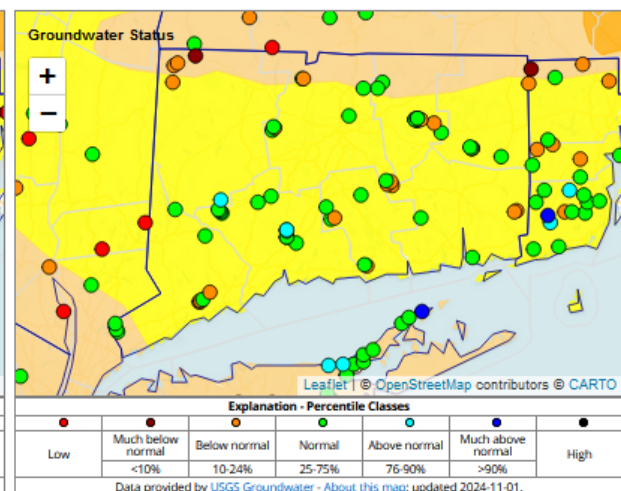 Groundwater Status
+
−
Leaflet | © OpenStreetMap contributors © CARTO
Explanation - Percentile Classes
Low
Much below normal
Below normal
Normal
Above normal
Much above normal
High
<10%
10-24%
25-75%
76-90%
>90%
Data provided by USGS Groundwater - About this map; updated 2024-11-01.